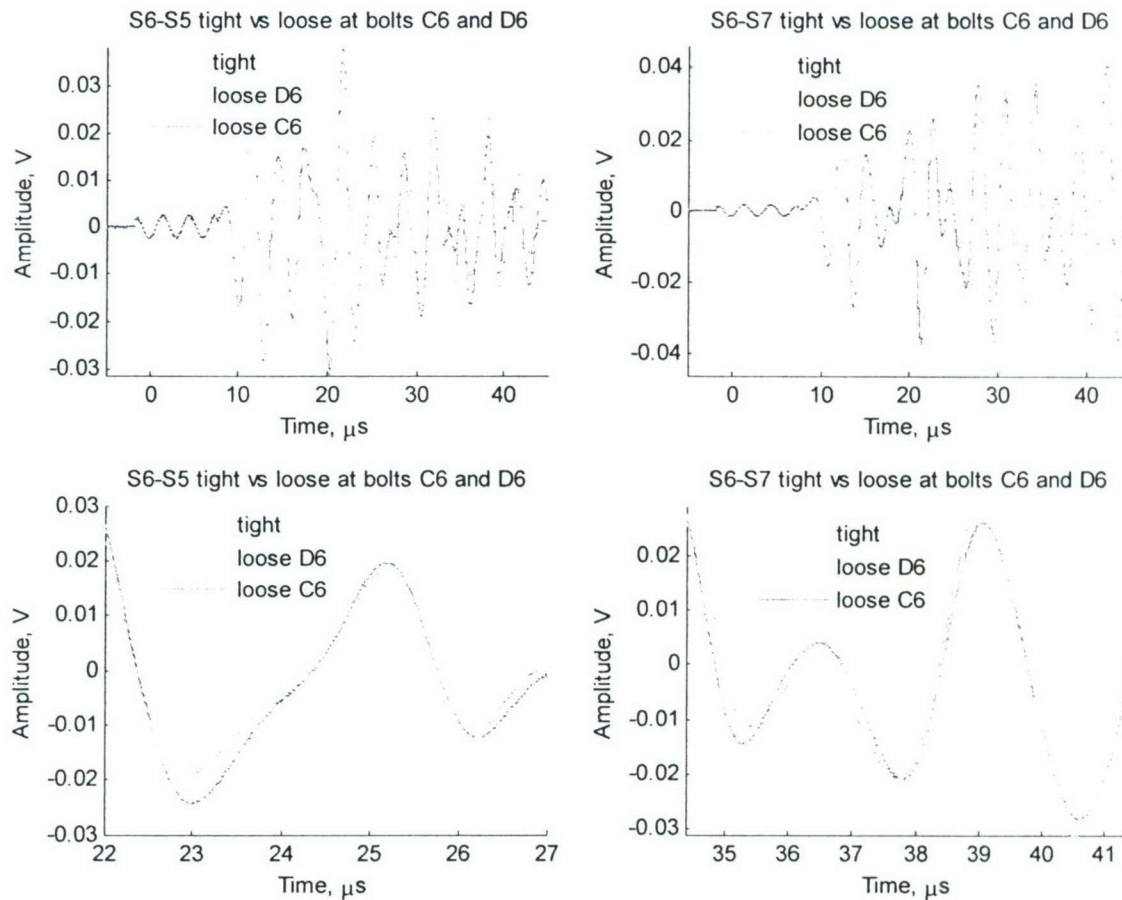 S6-S5 tight vs loose at bolts C6 and D6
tight
loose D6
loose C6
0.03
0.02
0.01
0
-0.01
-0.02
-0.03
Amplitude, V
0 10 20 30 40
Time, μs
S6-S7 tight vs loose at bolts C6 and D6
tight
loose D6
loose C6
0.04
0.02
0
-0.02
-0.04
Amplitude, V
0 10 20 30 40
Time, μs
S6-S5 tight vs loose at bolts C6 and D6
tight
loose D6
loose C6
0.03
0.02
0.01
0
-0.01
-0.02
-0.03
Amplitude, V
22 23 24 25 26 27
Time, μs
S6-S7 tight vs loose at bolts C6 and D6
tight
loose D6
loose C6
0.02
0.01
0
-0.01
-0.02
-0.03
Amplitude, V
35 36 37 38 39 40 41
Time, μs